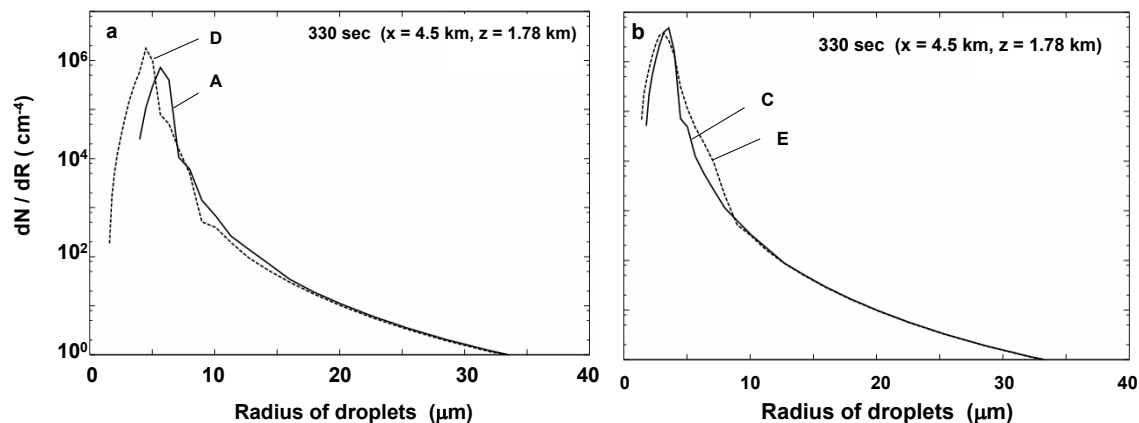 a
D
330 sec (x = 4.5 km, z = 1.78 km)
A
dN / dR ( cm⁻⁴)
10⁶
10⁴
10²
10⁰
0 10 20 30 40
Radius of droplets (μm)
b
330 sec (x = 4.5 km, z = 1.78 km)
C
E
0 10 20 30 40
Radius of droplets (μm)